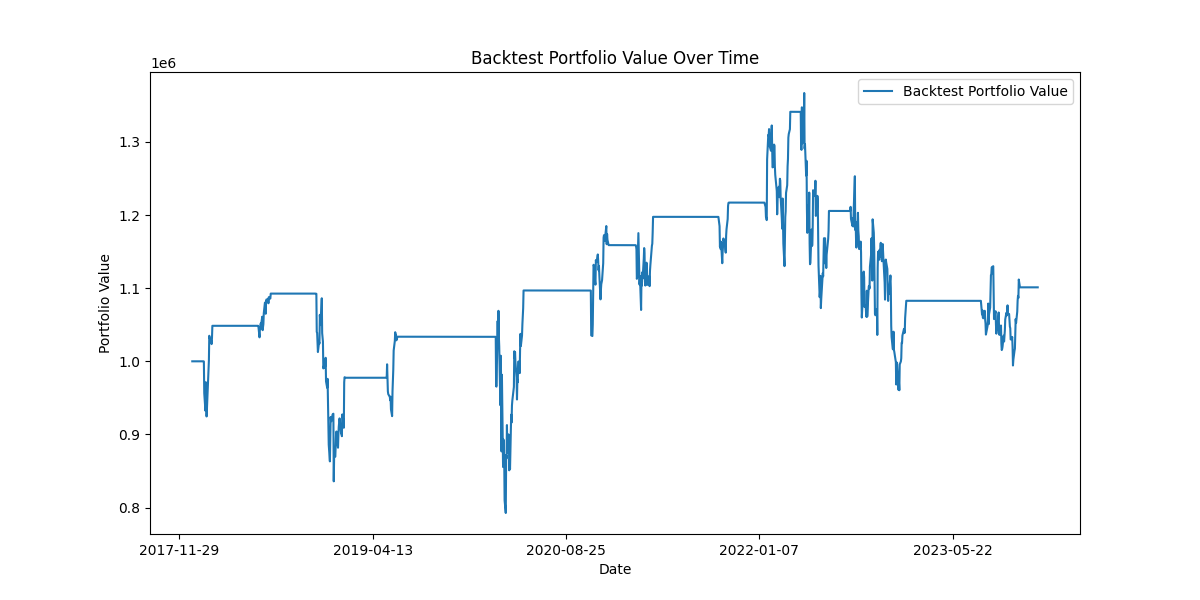 Backtest Portfolio Value Over Time
1e6
Backtest Portfolio Value
1.3
1.2
1.1
1.0
0.9
0.8
Portfolio Value
2017-11-29
2019-04-13
2020-08-25
2022-01-07
2023-05-22
Date